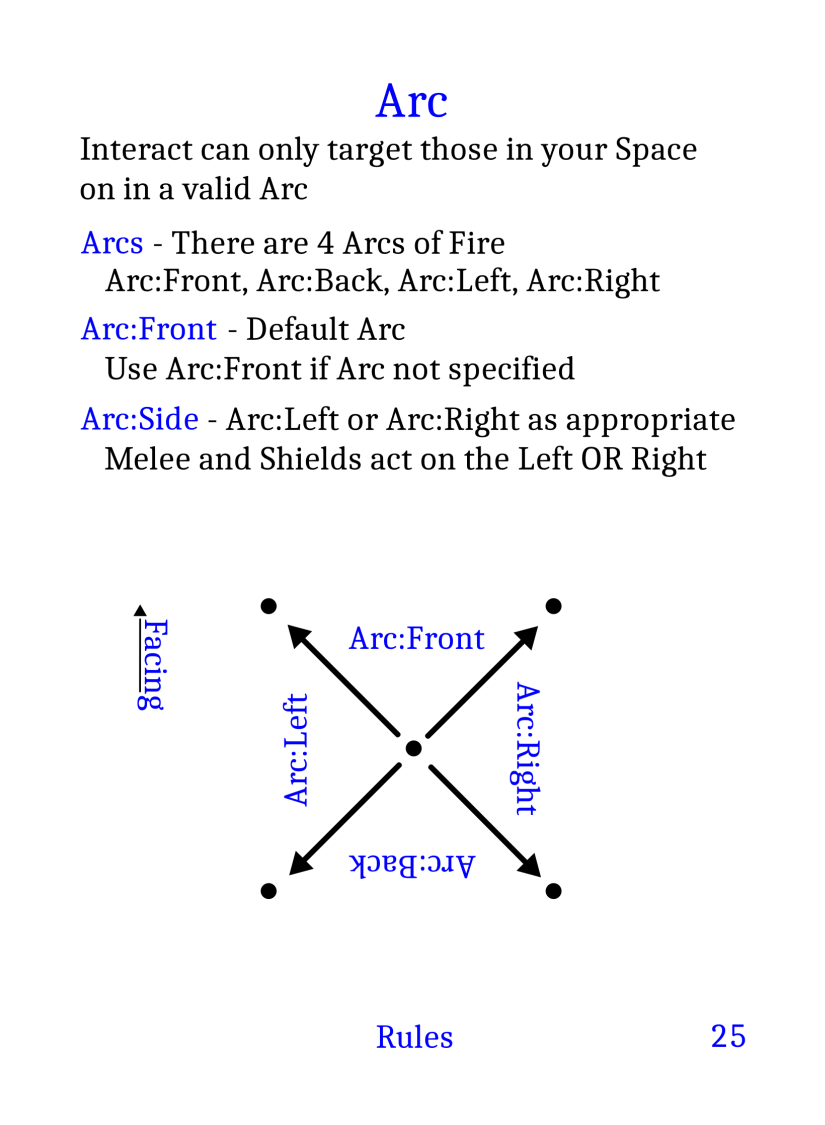 Arc
Interact can only target those in your Space
on in a valid Arc
Arcs - There are 4 Arcs of Fire
Arc:Front, Arc:Back, Arc:Left, Arc:Right
Arc:Front - Default Arc
Use Arc:Front if Arc not specified
Arc:Side - Arc:Left or Arc:Right as appropriate
Melee and Shields act on the Left OR Right
Facing
Arc:Front
Arc:Left
Arc:Right
Arc:Back
Rules
25